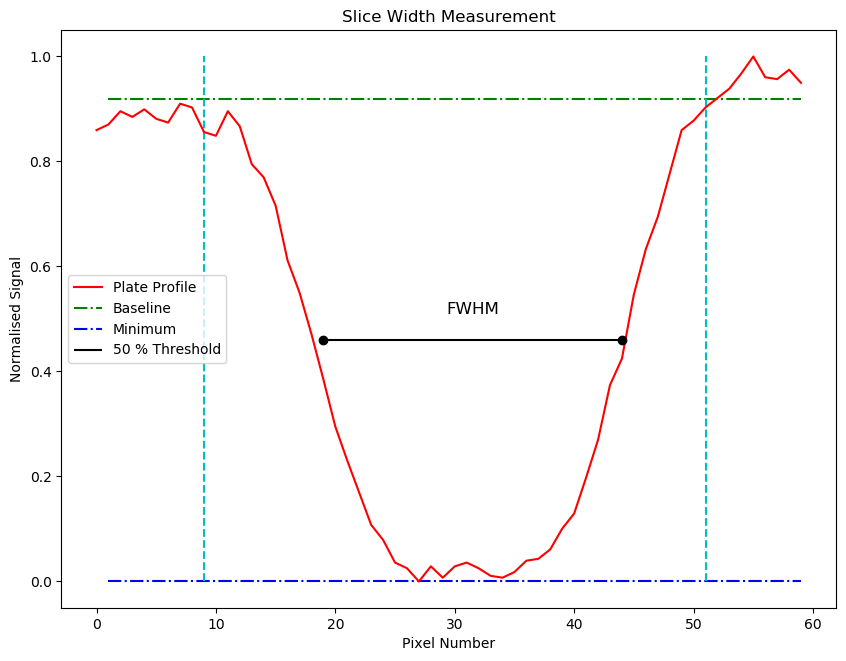 Slice Width Measurement
1.0
0.8
0.6
0.4
0.2
0.0
Normalised Signal
Plate Profile
Baseline
Minimum
50 % Threshold
FWHM
0
10
20
30
40
50
60
Pixel Number